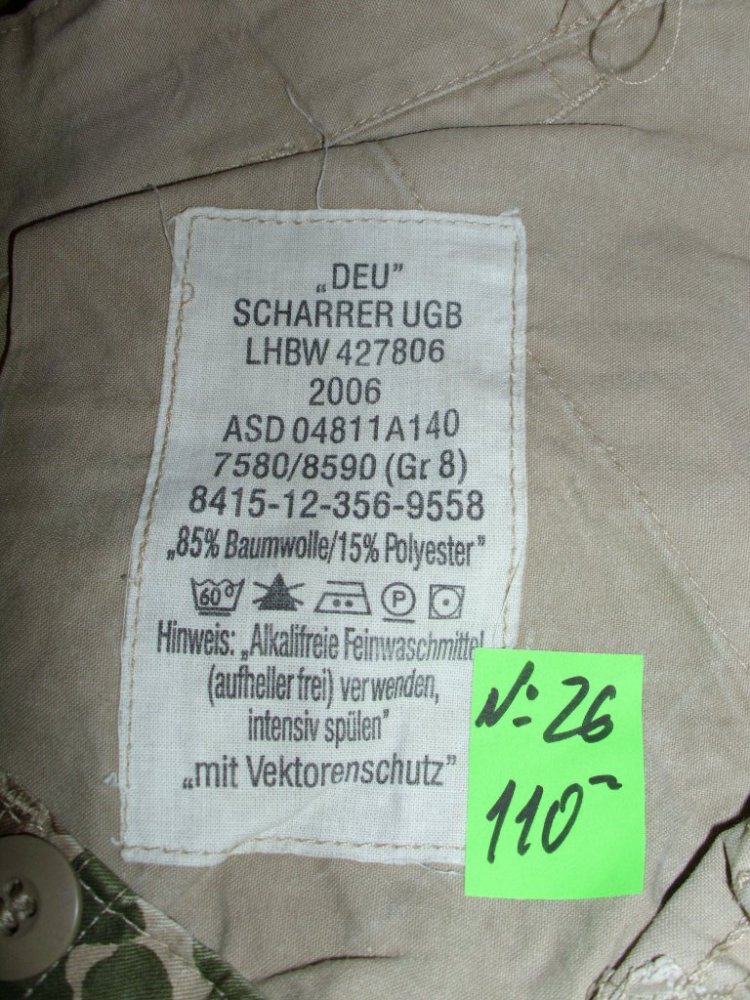 „DEU”
SCHARRER UGB
LHBW 427806
2006
ASD 04811A140
7580/8590 (Gr 8)
8415-12-356-9558
„85% Baumwolle/15% Polyester”
60° P
Hinweis: „Alkalifreie Feinwaschmittel
(aufheller frei) verwenden,
intensiv spülen”
„mit Vektorenschutz”
N: 26
110~